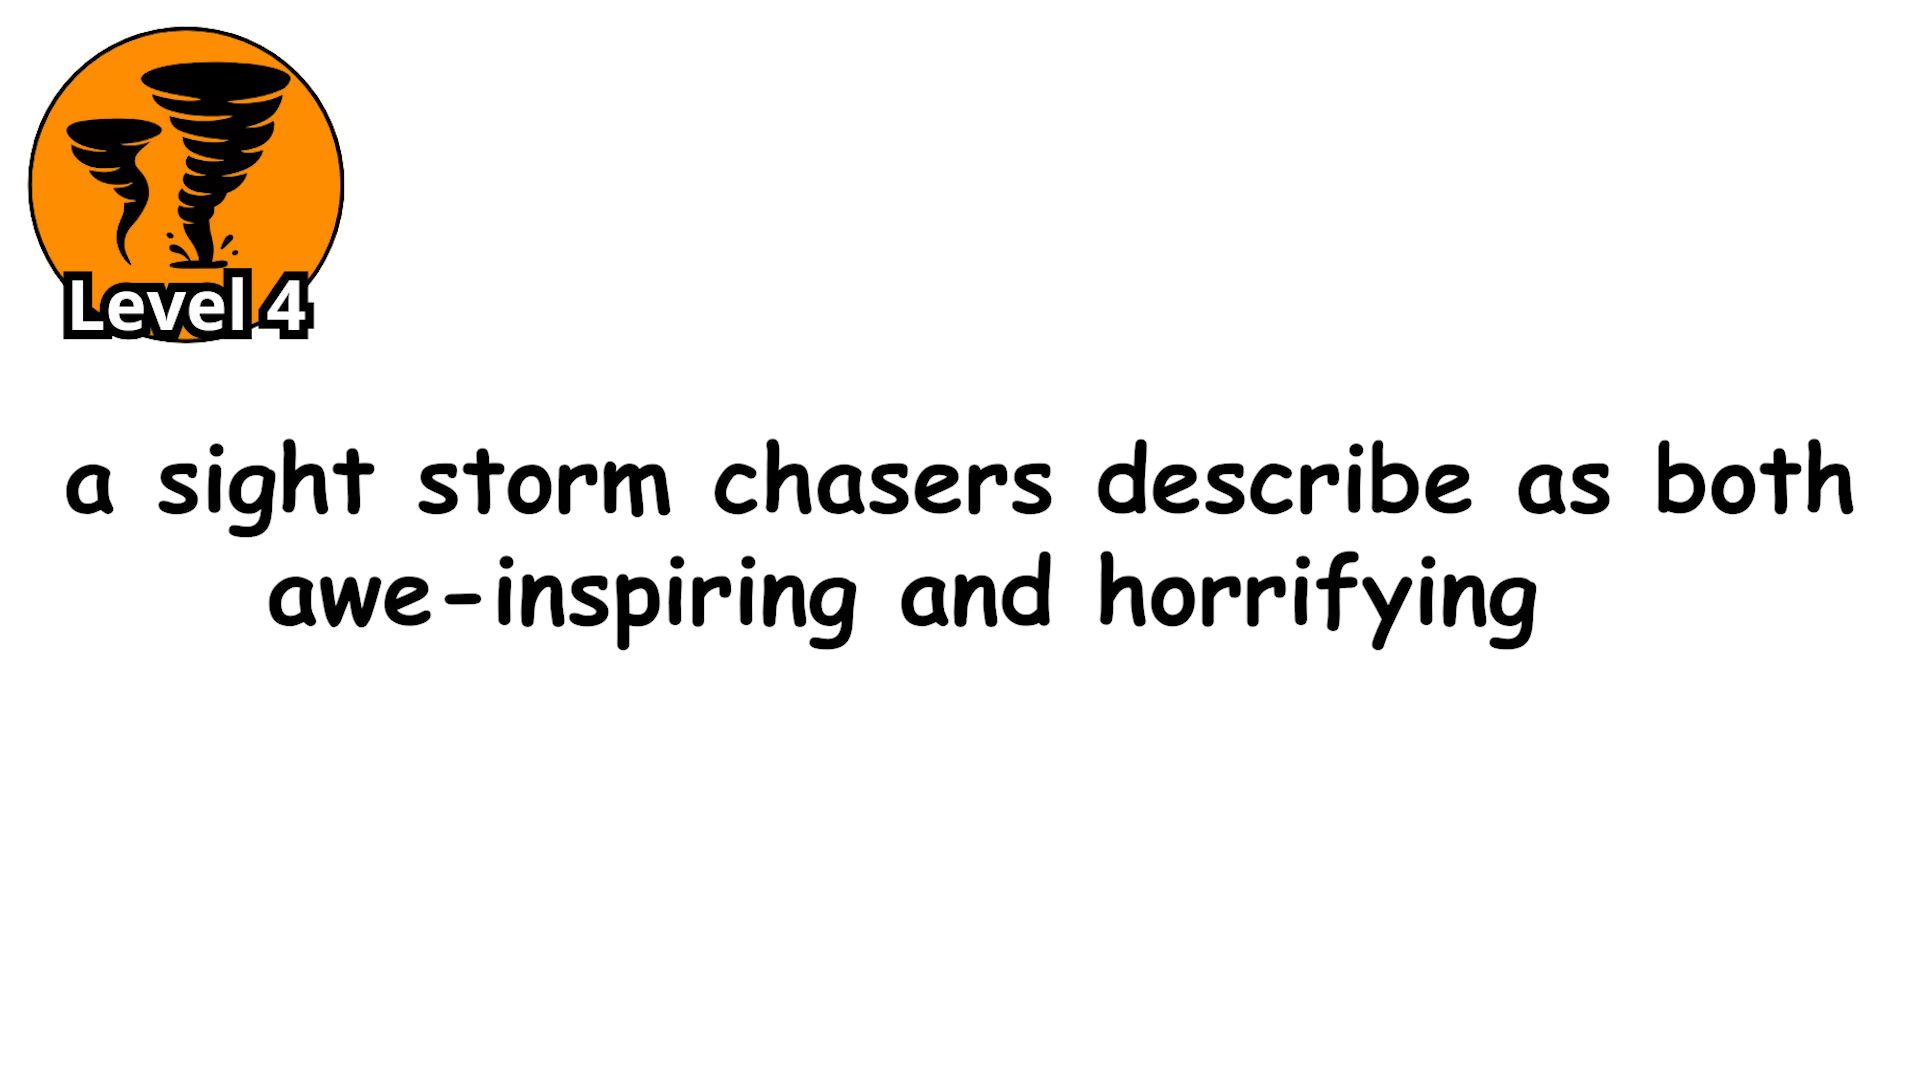 Level 4
a sight storm chasers describe as both
awe-inspiring and horrifying